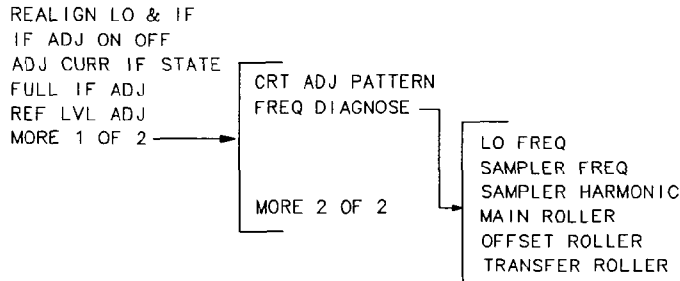 REALIGN LO & IF
IF ADJ ON OFF
ADJ CURR IF STATE
FULL IF ADJ
REF LVL ADJ
MORE 1 OF 2
CRT ADJ PATTERN
FREQ DIAGNOSE
MORE 2 OF 2
LO FREQ
SAMPLER FREQ
SAMPLER HARMONIC
MAIN ROLLER
OFFSET ROLLER
TRANSFER ROLLER